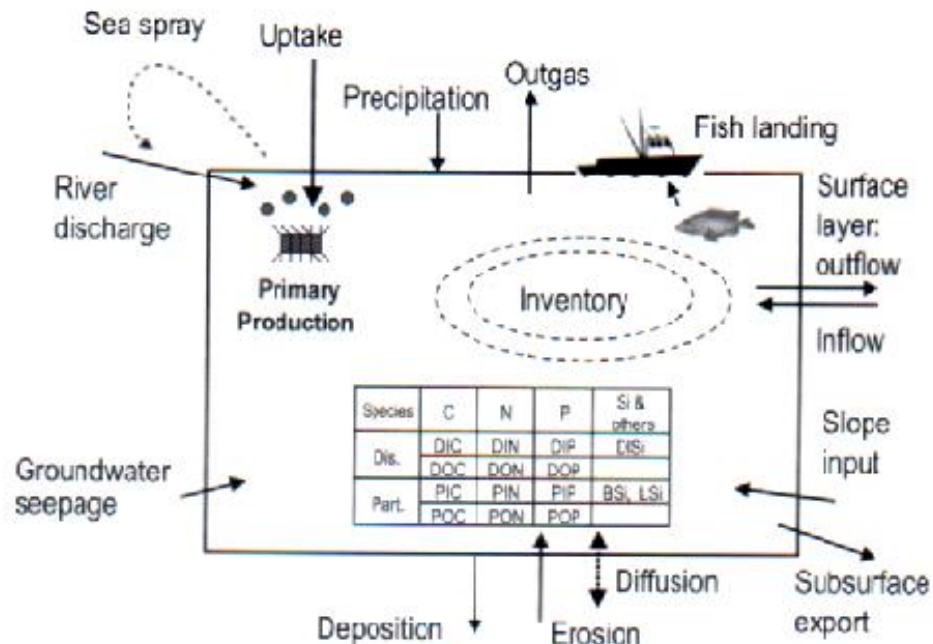 Sea spray
Uptake
Precipitation
Outgas
Fish landing
River
discharge
Surface
layer:
outflow
Primary
Production
Inventory
Inflow
Species C N P Si &
others
Dis. DIC DIN DIP DISi
DOC DON DOP
Part. PIC PIN PIP BSi, LSi
POC PON POP
Slope
input
Groundwater
seepage
Diffusion
Subsurface
export
Deposition
Erosion